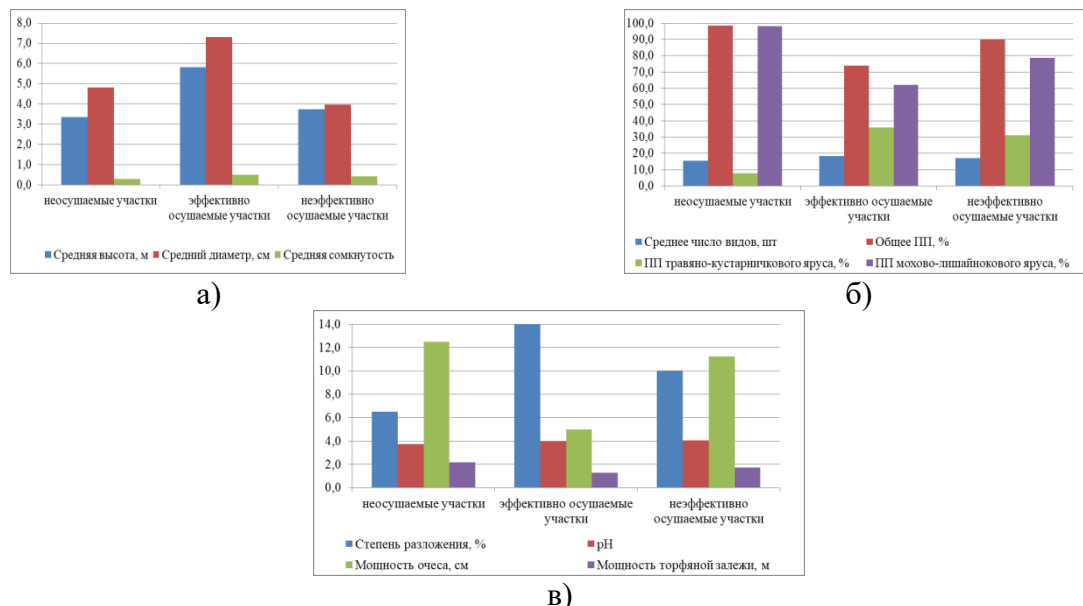 8,0
7,0
6,0
5,0
4,0
3,0
2,0
1,0
0,0
неосушаемые участки
эффективно
осушаемые участки
неэффективно
осушаемые участки
Средняя высота, м
Средний диаметр, см
Средняя сомкнутость
а)
100,0
90,0
80,0
70,0
60,0
50,0
40,0
30,0
20,0
10,0
0,0
неосушаемые участки
эффективно осушаемые
участки
неэффективно
осушаемые участки
Среднее число видов, шт
Общее ПП, %
ПП травяно-кустарничкового яруса, %
ПП мохово-лишайнокового яруса, %
б)
14,0
12,0
10,0
8,0
6,0
4,0
2,0
0,0
неосушаемые участки
эффективно осушаемые
участки
неэффективно
осушаемые участки
Степень разложения, %
pH
Мощность очеса, см
Мощность торфяной залежи, м
в)